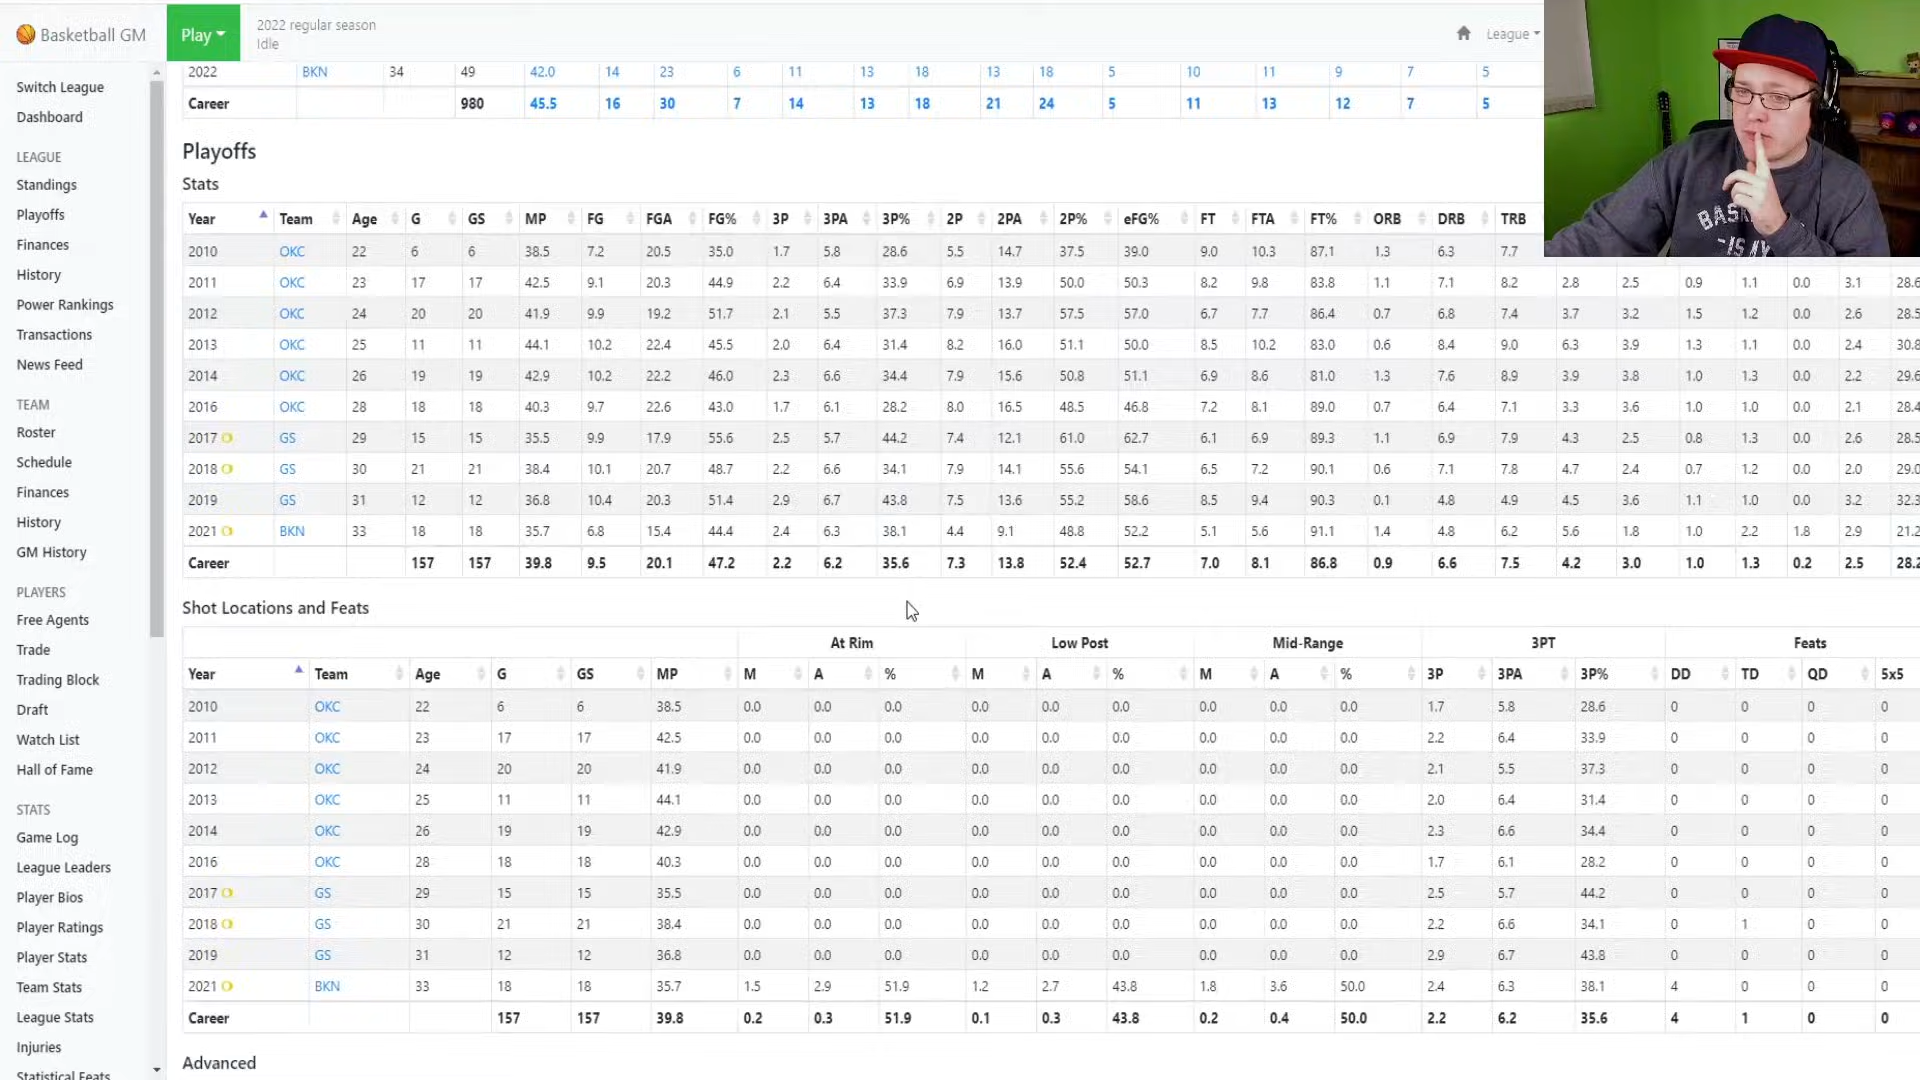 Basketball GM Play 2022 regular season League
Idle
Switch League
Dashboard
LEAGUE
Standings
Playoffs
Finances
History
Power Rankings
Transactions
News Feed
TEAM
Roster
Schedule
Finances
History
GM History
PLAYERS
Free Agents
Trade
Trading Block
Draft
Watch List
Hall of Fame
STATS
Game Log
League Leaders
Player Bios
Player Ratings
Player Stats
Team Stats
League Stats
Injuries
Statistical Feats
2022 BKN 34 49 42.0 14 23 6 11 13 18 13 18 5 10 11 9 7 5
Career 980 45.5 16 30 7 14 13 18 21 24 5 11 13 12 7 5
Playoffs
Stats
Year Team Age G GS MP FG FGA FG% 3P 3PA 3P% 2P 2PA 2P% eFG% FT FTA FT% ORB DRB TRB
2010 OKC 22 6 6 38.5 7.2 20.5 35.0 1.7 5.8 28.6 5.5 14.7 37.5 39.0 9.0 10.3 87.1 1.3 6.3 7.7
2011 OKC 23 17 17 42.5 9.1 20.3 44.9 2.2 6.4 33.9 6.9 13.9 50.0 50.3 8.2 9.8 83.8 1.1 7.1 8.2 2.8 2.5 0.9 1.1 0.0 3.1 28.6
2012 OKC 24 20 20 41.9 9.9 19.2 51.7 2.1 5.5 37.3 7.9 13.7 57.5 57.0 6.7 7.7 86.4 0.7 6.8 7.4 3.7 3.2 1.5 1.2 0.0 2.6 28.5
2013 OKC 25 11 11 44.1 10.2 22.4 45.5 2.0 6.4 31.4 8.2 16.0 51.1 50.0 8.5 10.2 83.0 0.6 8.4 9.0 6.3 3.9 1.3 1.1 0.0 2.4 30.8
2014 OKC 26 19 19 42.9 10.2 22.2 46.0 2.3 6.6 34.4 7.9 15.6 50.8 51.1 6.9 8.6 81.0 1.3 7.6 8.9 3.9 3.8 1.0 1.3 0.0 2.2 29.6
2016 OKC 28 18 18 40.3 9.7 22.6 43.0 1.7 6.1 28.2 8.0 16.5 48.5 46.8 7.2 8.1 89.0 0.7 6.4 7.1 3.3 3.6 1.0 1.0 0.0 2.1 28.4
2017 GS 29 15 15 35.5 9.9 17.9 55.6 2.5 5.7 44.2 7.4 12.1 61.0 62.7 6.1 6.9 89.3 1.1 6.9 7.9 4.3 2.5 0.8 1.3 0.0 2.6 28.5
2018 GS 30 21 21 38.4 10.1 20.7 48.7 2.2 6.6 34.1 7.9 14.1 55.6 54.1 6.5 7.2 90.1 0.6 7.1 7.8 4.7 2.4 0.7 1.2 0.0 2.0 29.0
2019 GS 31 12 12 36.8 10.4 20.3 51.4 2.9 6.7 43.8 7.5 13.6 55.2 58.6 8.5 9.4 90.3 0.1 4.8 4.9 4.5 3.6 1.1 1.0 0.0 3.2 32.3
2021 BKN 33 18 18 35.7 6.8 15.4 44.4 2.4 6.3 38.1 4.4 9.1 48.8 52.2 5.1 5.6 91.1 1.4 4.8 6.2 5.6 1.8 1.0 2.2 1.8 2.9 21.2
Career 157 157 39.8 9.5 20.1 47.2 2.2 6.2 35.6 7.3 13.8 52.4 52.7 7.0 8.1 86.8 0.9 6.6 7.5 4.2 3.0 1.0 1.3 0.2 2.5 28.2
Shot Locations and Feats
At Rim Low Post Mid-Range 3PT Feats
Year Team Age G GS MP M A % M A % M A % 3P 3PA 3P% DD TD QD 5x5
2010 OKC 22 6 6 38.5 0.0 0.0 0.0 0.0 0.0 0.0 0.0 0.0 0.0 1.7 5.8 28.6 0 0 0 0
2011 OKC 23 17 17 42.5 0.0 0.0 0.0 0.0 0.0 0.0 0.0 0.0 0.0 2.2 6.4 33.9 0 0 0 0
2012 OKC 24 20 20 41.9 0.0 0.0 0.0 0.0 0.0 0.0 0.0 0.0 0.0 2.1 5.5 37.3 0 0 0 0
2013 OKC 25 11 11 44.1 0.0 0.0 0.0 0.0 0.0 0.0 0.0 0.0 0.0 2.0 6.4 31.4 0 0 0 0
2014 OKC 26 19 19 42.9 0.0 0.0 0.0 0.0 0.0 0.0 0.0 0.0 0.0 2.3 6.6 34.4 0 0 0 0
2016 OKC 28 18 18 40.3 0.0 0.0 0.0 0.0 0.0 0.0 0.0 0.0 0.0 1.7 6.1 28.2 0 0 0 0
2017 GS 29 15 15 35.5 0.0 0.0 0.0 0.0 0.0 0.0 0.0 0.0 0.0 2.5 5.7 44.2 0 0 0 0
2018 GS 30 21 21 38.4 0.0 0.0 0.0 0.0 0.0 0.0 0.0 0.0 0.0 2.2 6.6 34.1 0 1 0 0
2019 GS 31 12 12 36.8 0.0 0.0 0.0 0.0 0.0 0.0 0.0 0.0 0.0 2.9 6.7 43.8 0 0 0 0
2021 BKN 33 18 18 35.7 1.5 2.9 51.9 1.2 2.7 43.8 1.8 3.6 50.0 2.4 6.3 38.1 4 0 0 0
Career 157 157 39.8 0.2 0.3 51.9 0.1 0.3 43.8 0.2 0.4 50.0 2.2 6.2 35.6 4 1 0 0
Advanced